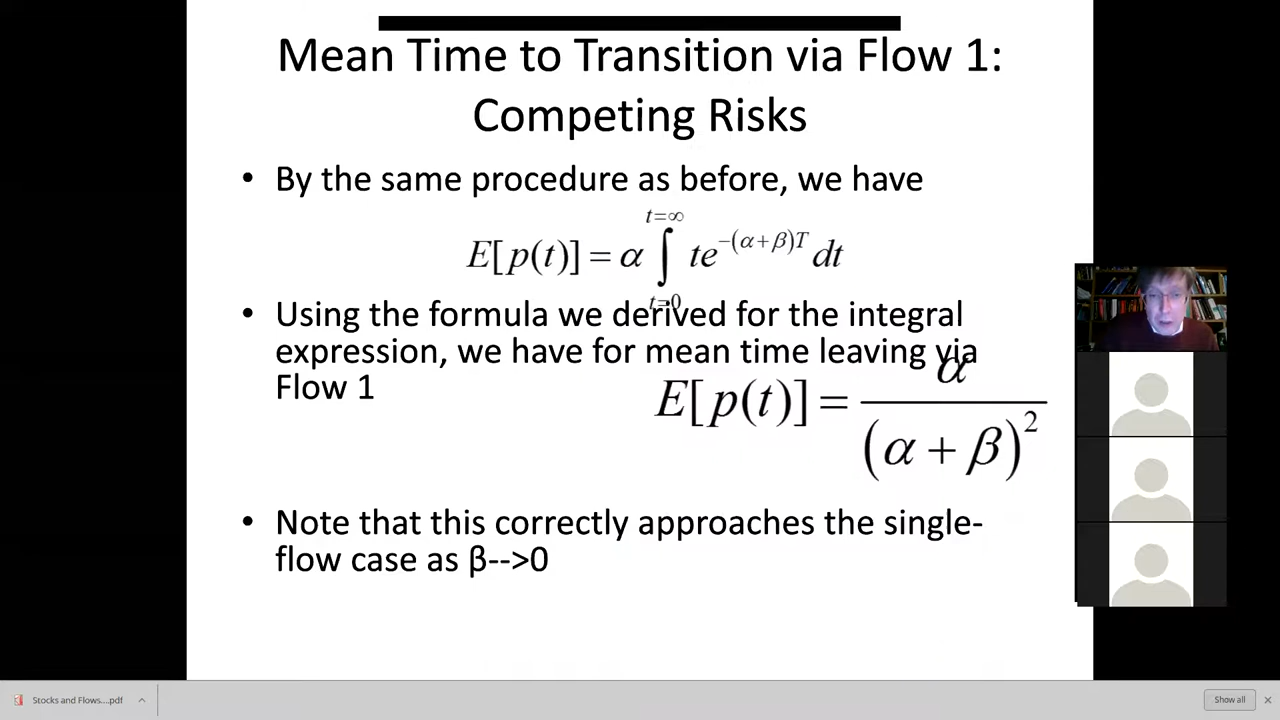 Mean Time to Transition via Flow 1:
Competing Risks
• By the same procedure as before, we have
E[p(t)] = α ∫_{t=0}^{t=∞} te^{-(α+β)T} dt
• Using the formula we derived for the integral
expression, we have for mean time leaving via
Flow 1
E[p(t)] = α / (α + β)^2
• Note that this correctly approaches the single-
flow case as β-->0
Stocks and Flows....pdf
Show all